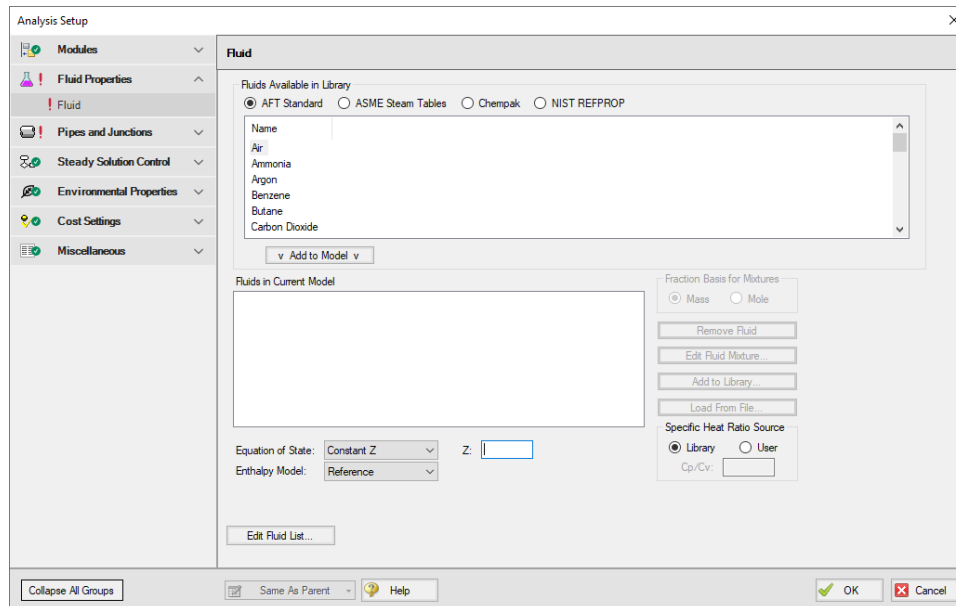 Analysis Setup
Modules
Fluid Properties
Fluid
Pipes and Junctions
Steady Solution Control
Environmental Properties
Cost Settings
Miscellaneous
Collapse All Groups
Fluid
Fluids Available in Library
AFT Standard ASME Steam Tables Chempak NIST REFPROP
Name
Air
Ammonia
Argon
Benzene
Butane
Carbon Dioxide
v Add to Model v
Fluids in Current Model
Fraction Basis for Mixtures
Mass Mole
Remove Fluid
Edit Fluid Mixture...
Add to Library...
Load From File...
Specific Heat Ratio Source
Library User
Cp/Cv:
Equation of State: Constant Z Z:
Enthalpy Model: Reference
Edit Fluid List...
Same As Parent Help OK Cancel